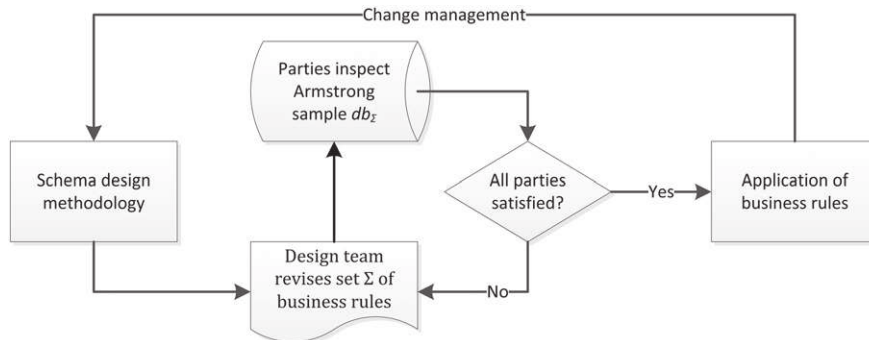 Change management
Parties inspect
Armstrong
sample db_Σ
Schema design
methodology
All parties
satisfied?
Yes
Application of
business rules
Design team
revises set Σ of
business rules
No